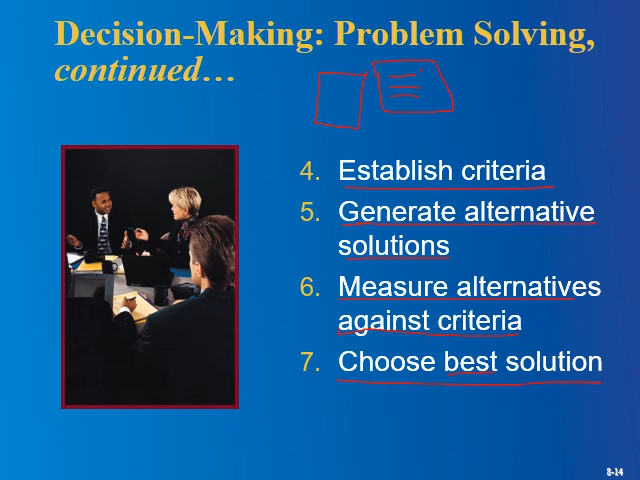 Decision-Making: Problem Solving,
continued…
4. Establish criteria
5. Generate alternative
solutions
6. Measure alternatives
against criteria
7. Choose best solution
8-14